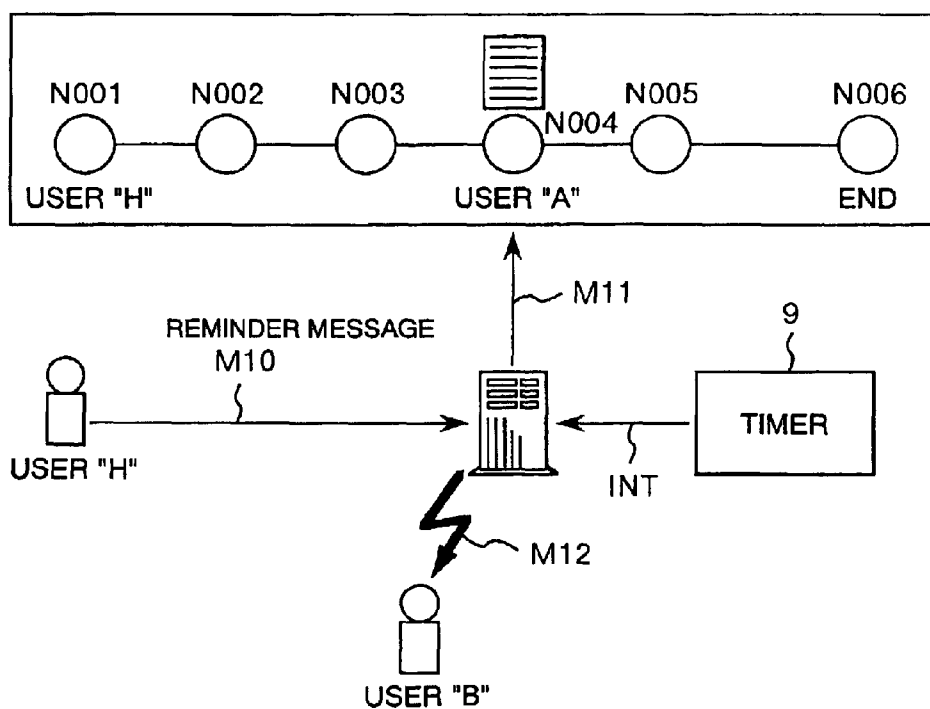 N001 N002 N003 N004 N005 N006
USER "H" USER "A" END
M11
REMINDER MESSAGE
M10
9
TIMER
USER "H"
INT
M12
USER "B"